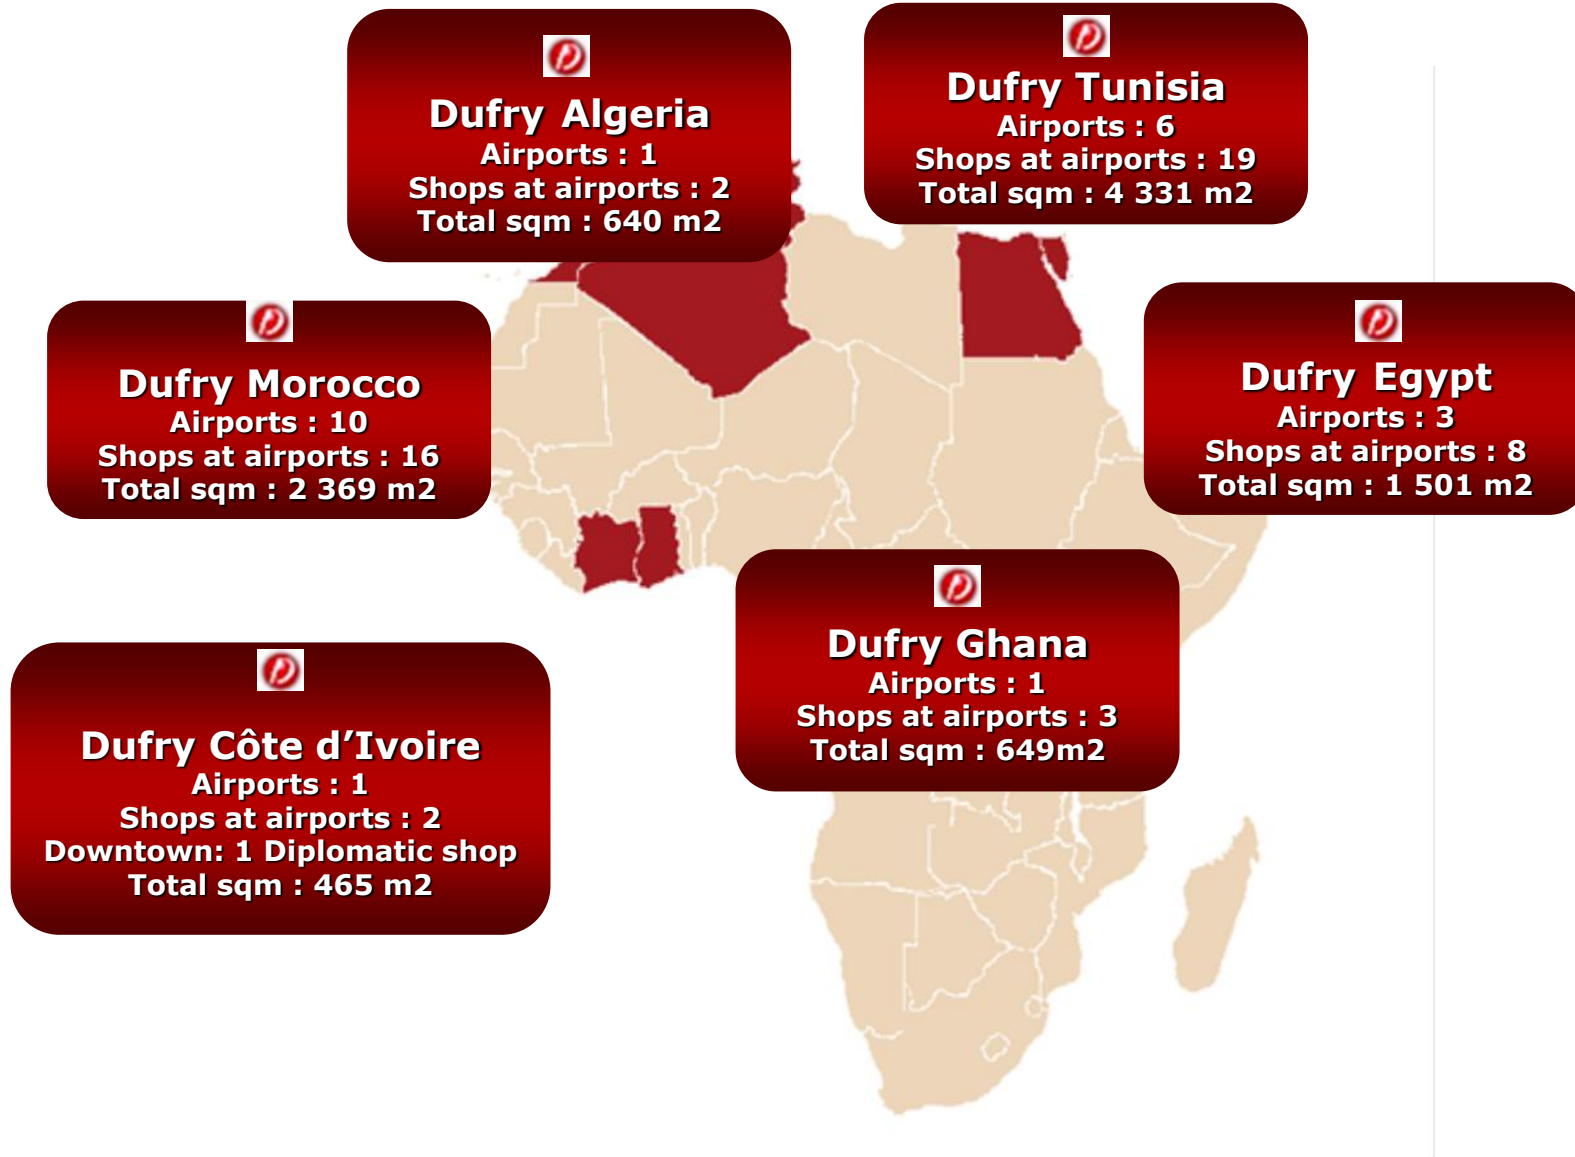 Dufry Algeria
Airports : 1
Shops at airports : 2
Total sqm : 640 m2
Dufry Tunisia
Airports : 6
Shops at airports : 19
Total sqm : 4 331 m2
Dufry Morocco
Airports : 10
Shops at airports : 16
Total sqm : 2 369 m2
Dufry Egypt
Airports : 3
Shops at airports : 8
Total sqm : 1 501 m2
Dufry Ghana
Airports : 1
Shops at airports : 3
Total sqm : 649m2
Dufry Côte d’Ivoire
Airports : 1
Shops at airports : 2
Downtown: 1 Diplomatic shop
Total sqm : 465 m2